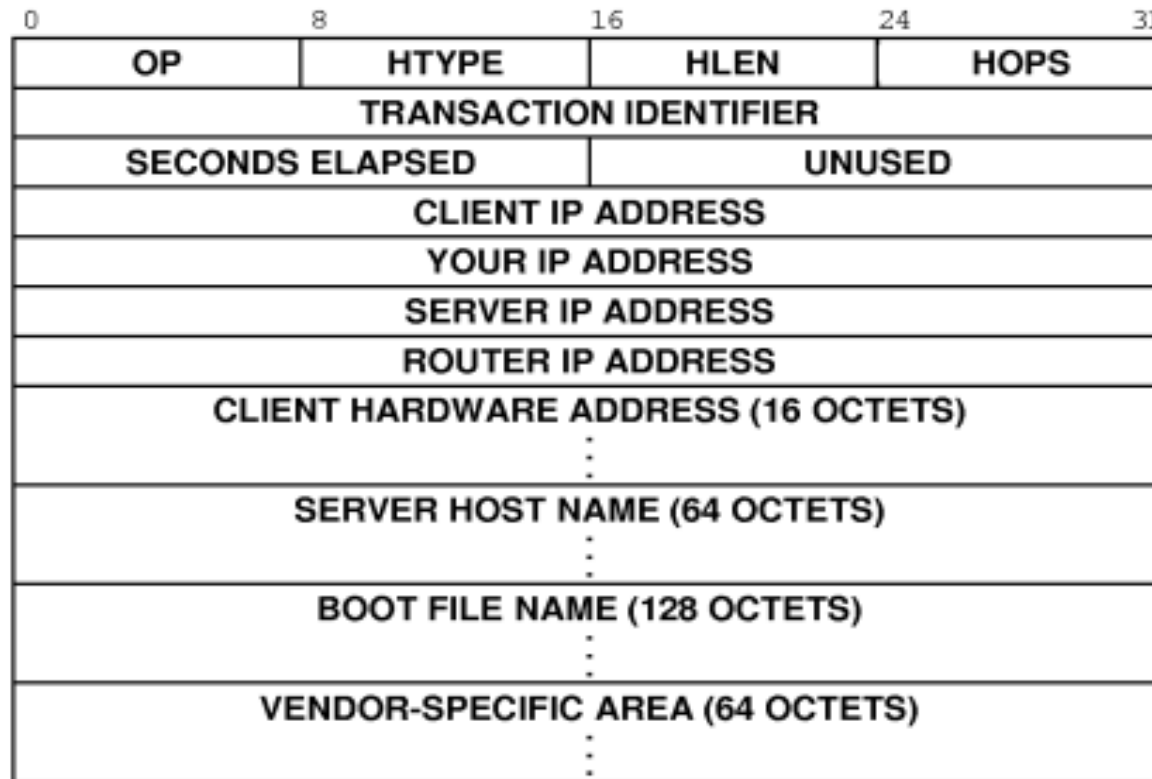 0 8 16 24
OP HTYPE HLEN HOPS
TRANSACTION IDENTIFIER
SECONDS ELAPSED UNUSED
CLIENT IP ADDRESS
YOUR IP ADDRESS
SERVER IP ADDRESS
ROUTER IP ADDRESS
CLIENT HARDWARE ADDRESS (16 OCTETS)
SERVER HOST NAME (64 OCTETS)
BOOT FILE NAME (128 OCTETS)
VENDOR-SPECIFIC AREA (64 OCTETS)